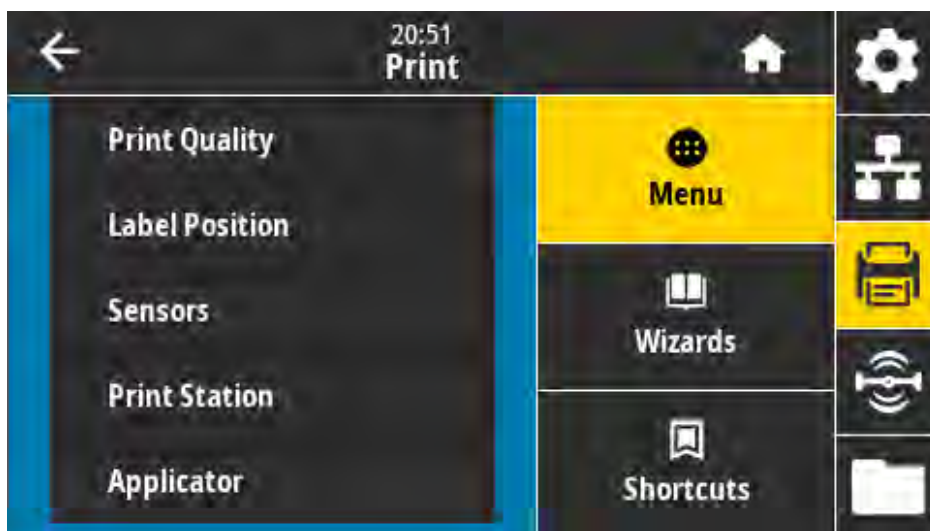 20:51
Print
Print Quality
Label Position
Sensors
Print Station
Applicator
Menu
Wizards
Shortcuts